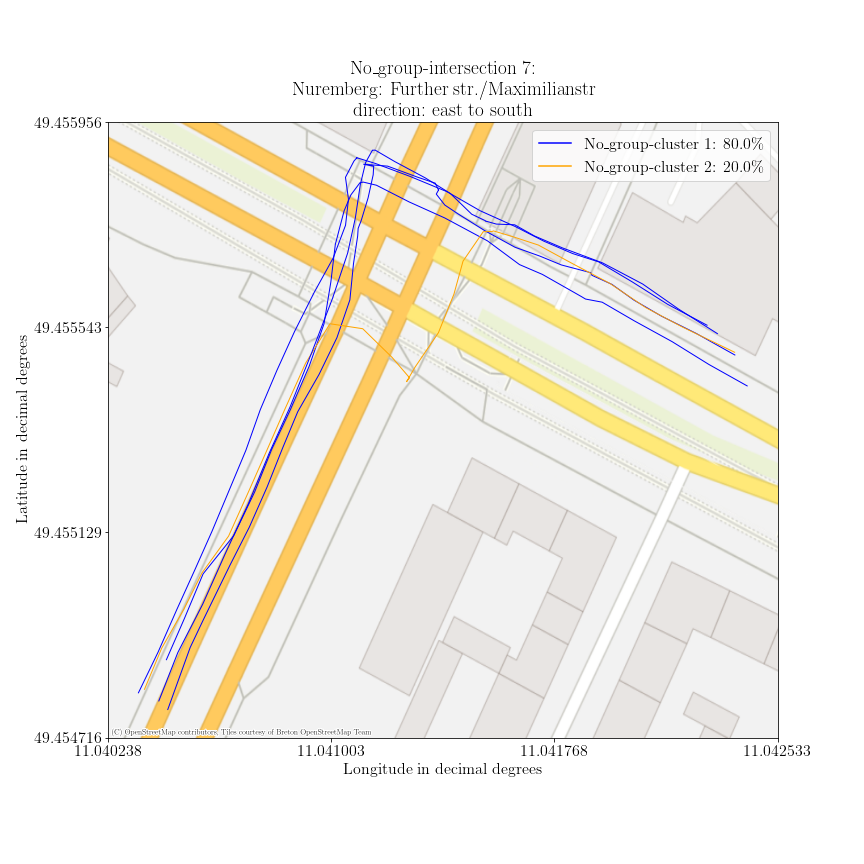 No_group-intersection 7:
Nuremberg: Further str./Maximilianstr
direction: east to south
No_group-cluster 1: 80.0%
No_group-cluster 2: 20.0%
49.455956
49.455543
49.455129
49.454716
Latitude in decimal degrees
(C) OpenStreetMap contributors, Tiles courtesy of Breton OpenStreetMap Team
11.040238 11.041003 11.041768 11.042533
Longitude in decimal degrees